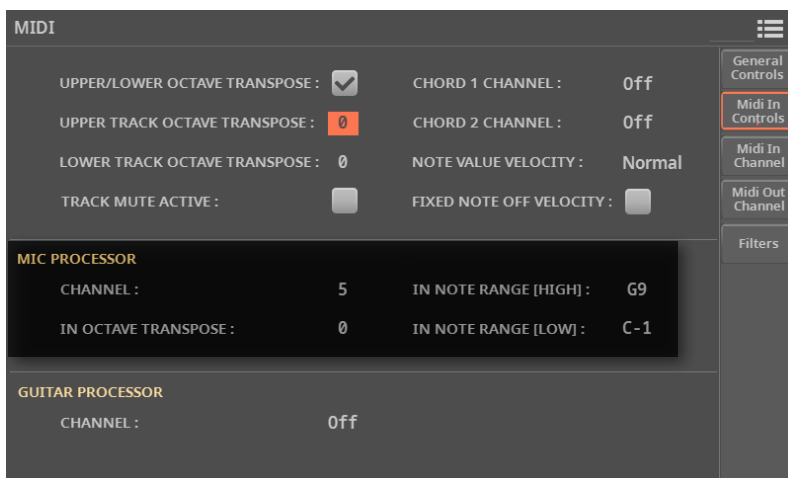 MIDI
UPPER/LOWER OCTAVE TRANSPOSE : CHORD 1 CHANNEL : Off
UPPER TRACK OCTAVE TRANSPOSE : 0 CHORD 2 CHANNEL : Off
LOWER TRACK OCTAVE TRANSPOSE : 0 NOTE VALUE VELOCITY : Normal
TRACK MUTE ACTIVE : FIXED NOTE OFF VELOCITY :
MIC PROCESSOR
CHANNEL : 5 IN NOTE RANGE [HIGH] : G9
IN OCTAVE TRANSPOSE : 0 IN NOTE RANGE [LOW] : C-1
GUITAR PROCESSOR
CHANNEL : Off
General
Controls
Midi In
Controls
Midi In
Channel
Midi Out
Channel
Filters